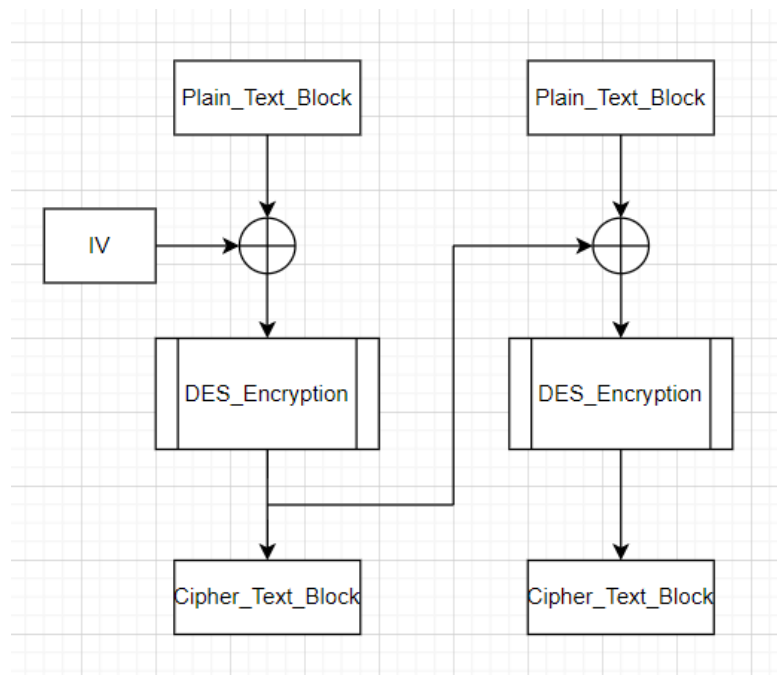 Plain_Text_Block
Plain_Text_Block
IV
DES_Encryption
DES_Encryption
Cipher_Text_Block
Cipher_Text_Block